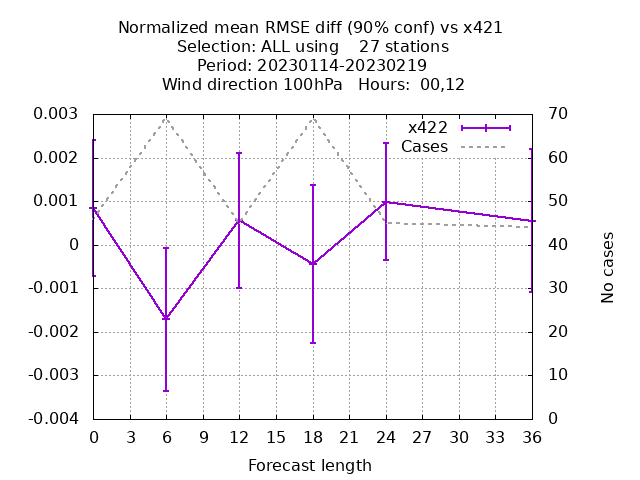 Normalized mean RMSE diff (90% conf) vs x421
Selection: ALL using    27 stations
Period: 20230114-20230219
Wind direction 100hPa   Hours:  00,12
x422
Cases
0.003
0.002
0.001
0
-0.001
-0.002
-0.003
-0.004
70
60
50
40
30
20
10
0
No cases
0 3 6 9 12 15 18 21 24 27 30 33 36
Forecast length